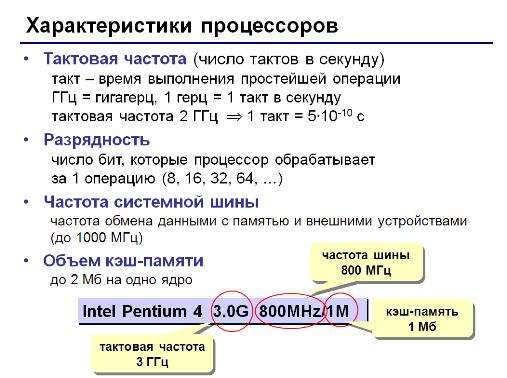 Характеристики процессоров
• Тактовая частота (число тактов в секунду)
такт – время выполнения простейшей операции
ГГц = гигагерц, 1 герц = 1 такт в секунду
тактовая частота 2 ГГц ⇒ 1 такт = 5·10⁻¹⁰ с
• Разрядность
число бит, которые процессор обрабатывает
за 1 операцию (8, 16, 32, 64, …)
• Частота системной шины
частота обмена данными с памятью и внешними устройствами
(до 1000 МГц)
• Объем кэш-памяти
до 2 Мб на одно ядро
частота шины
800 МГц
Intel Pentium 4 3.0G 800MHz/1M
кэш-память
1 Мб
тактовая частота
3 ГГц